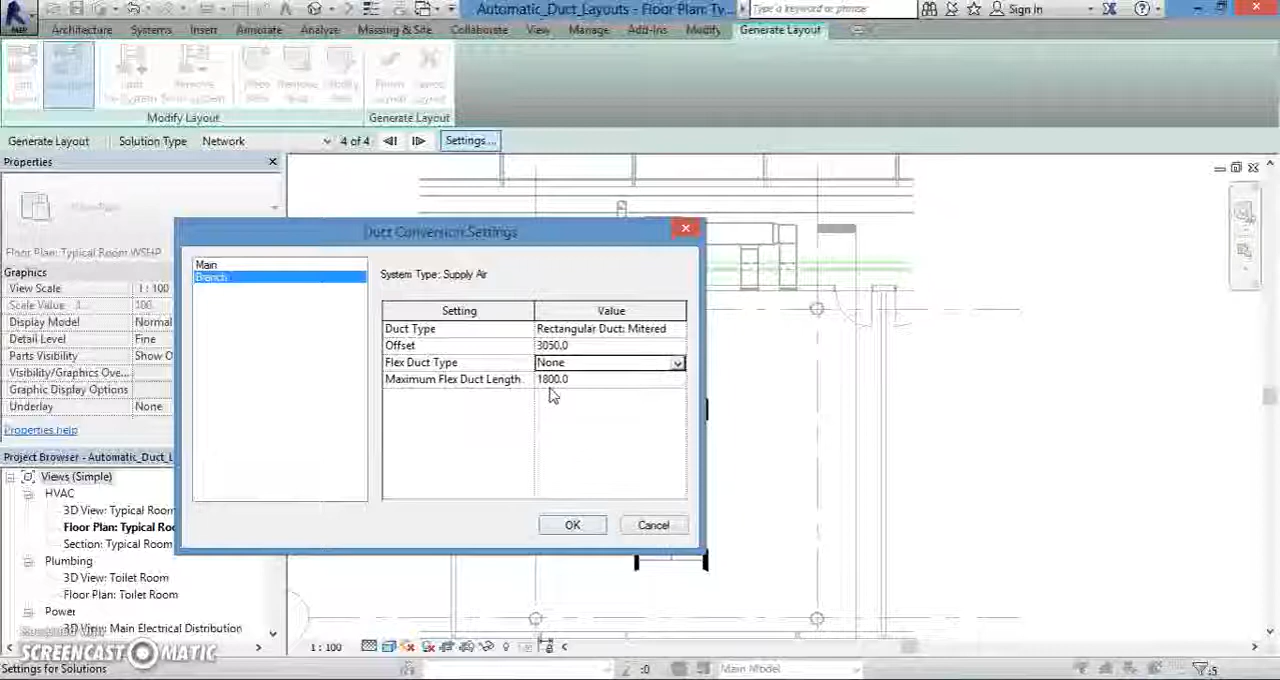 Automatic_Duct_Layouts - Floor Plan: Ty...
Type a keyword or phrase
Sign In
Architecture Systems Insert Annotate Analyze Massing & Site Collaborate View Manage Add-Ins Modify Generate Layout
Modify Layout
Generate Layout
Generate Layout Solution Type Network 4 of 4 Settings...
Properties
Floor Plan: Typical Room WSHP
Graphics
View Scale 1 : 100
Scale Value 1... 100
Display Model Normal
Detail Level Fine
Parts Visibility Show O
Visibility/Graphics Ove...
Graphic Display Options
Underlay None
Properties help
Project Browser - Automatic_Duct_L
Views (Simple)
HVAC
3D View: Typical Room
Floor Plan: Typical Roo
Section: Typical Room
Plumbing
3D View: Toilet Room
Floor Plan: Toilet Room
Power
3D View: Main Electrical Distribution
Duct Conversion Settings
Main
Branch
System Type: Supply Air
Setting Value
Duct Type Rectangular Duct: Mitered
Offset 3050.0
Flex Duct Type None
Maximum Flex Duct Length 1800.0
OK Cancel
1 : 100
SCREENCAST MATIC
Settings for Solutions
:0
Main Model
:5